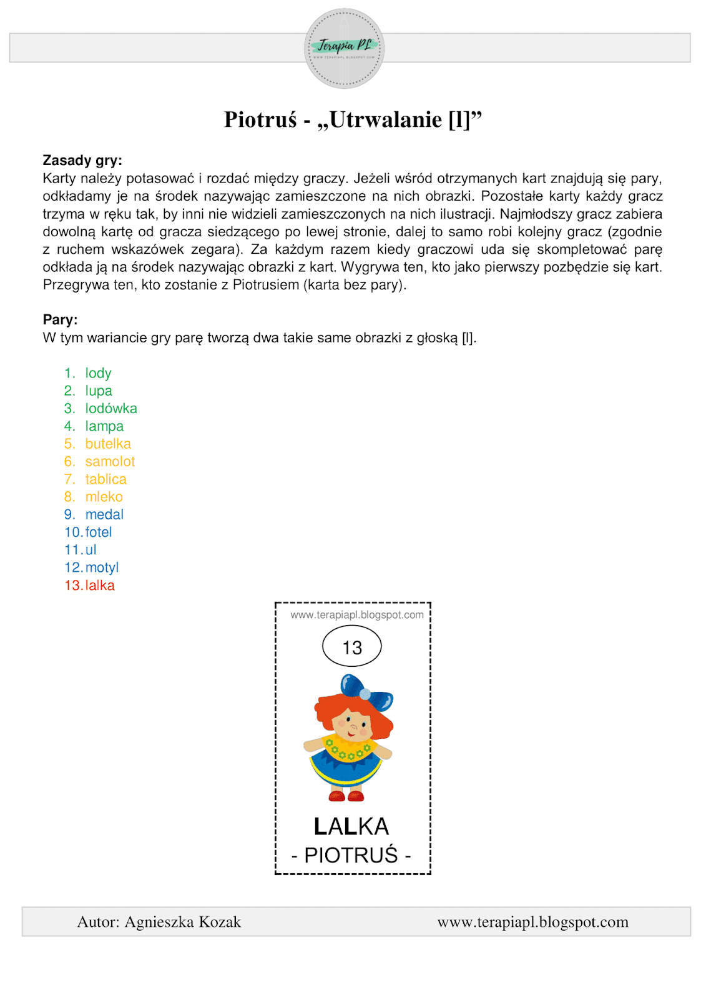 Terapia PL
WWW.TERAPIAPL.BLOGSPOT.COM
Piotruś - „Utrwalanie [l]”
Zasady gry:
Karty należy potasować i rozdać między graczy. Jeżeli wśród otrzymanych kart znajdują się pary,
odkładamy je na środek nazywając zamieszczone na nich obrazki. Pozostałe karty każdy gracz
trzyma w ręku tak, by inni nie widzieli zamieszczonych na nich ilustracji. Najmłodszy gracz zabiera
dowolną kartę od gracza siedzącego po lewej stronie, dalej to samo robi kolejny gracz (zgodnie
z ruchem wskazówek zegara). Za każdym razem kiedy graczowi uda się skompletować parę
odkłada ją na środek nazywając obrazki z kart. Wygrywa ten, kto jako pierwszy pozbędzie się kart.
Przegrywa ten, kto zostanie z Piotrusiem (karta bez pary).
Pary:
W tym wariancie gry parę tworzą dwa takie same obrazki z głoską [l].
1. lody
2. lupa
3. lodówka
4. lampa
5. butelka
6. samolot
7. tablica
8. mleko
9. medal
10. fotel
11. ul
12. motyl
13. lalka
www.terapiapl.blogspot.com
13
LALKA
- PIOTRUŚ -
Autor: Agnieszka Kozak www.terapiapl.blogspot.com